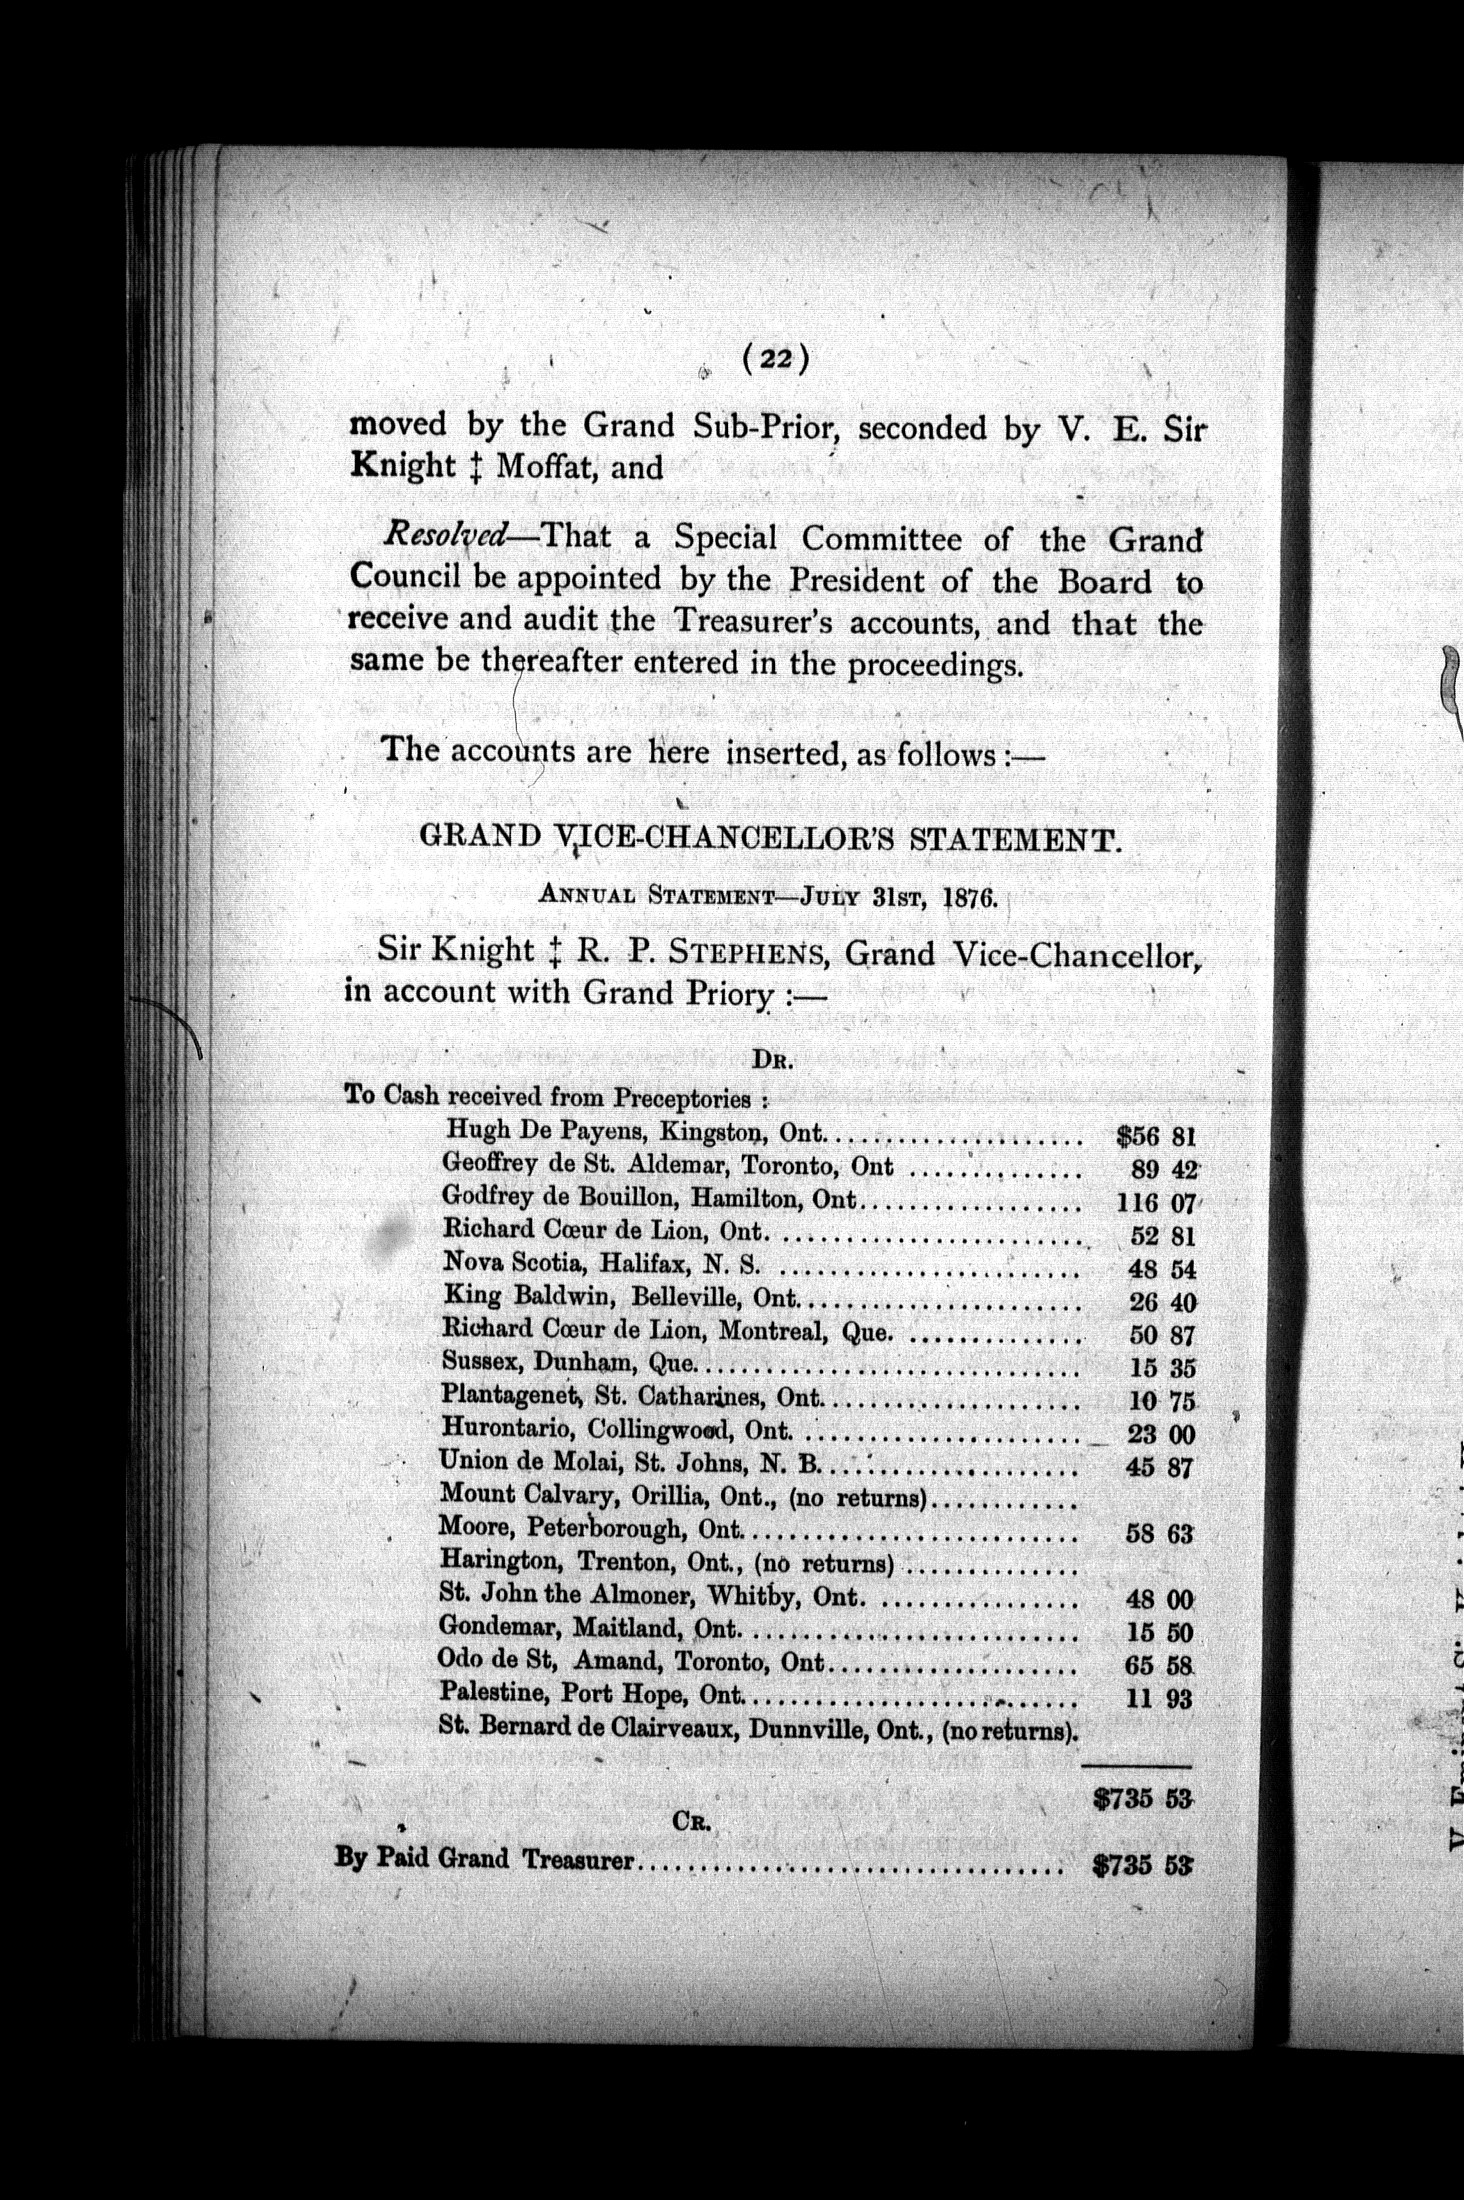 (22)
moved by the Grand Sub-Prior, seconded by V. E. Sir
Knight ‡ Moffat, and
Resolved—That a Special Committee of the Grand
Council be appointed by the President of the Board to
receive and audit the Treasurer's accounts, and that the
same be thereafter entered in the proceedings.
The accounts are here inserted, as follows :—
GRAND VICE-CHANCELLOR'S STATEMENT.
ANNUAL STATEMENT—JULY 31ST, 1876.
Sir Knight ‡ R. P. STEPHENS, Grand Vice-Chancellor,
in account with Grand Priory :—
DR.
To Cash received from Preceptories :
Hugh De Payens, Kingston, Ont..................... $56 81
Geoffrey de St. Aldemar, Toronto, Ont .............. 89 42
Godfrey de Bouillon, Hamilton, Ont.................. 116 07
Richard Cœur de Lion, Ont. ........................ 52 81
Nova Scotia, Halifax, N. S. ........................ 48 54
King Baldwin, Belleville, Ont....................... 26 40
Richard Cœur de Lion, Montreal, Que. .............. 50 87
Sussex, Dunham, Que............................... 15 35
Plantagenet, St. Catharines, Ont..................... 10 75
Hurontario, Collingwood, Ont. ...................... 23 00
Union de Molai, St. Johns, N. B..................... 45 87
Mount Calvary, Orillia, Ont., (no returns)............
Moore, Peterborough, Ont........................... 58 63
Harington, Trenton, Ont., (no returns) ..............
St. John the Almoner, Whitby, Ont. ................ 48 00
Gondemar, Maitland, Ont. .......................... 15 50
Odo de St, Amand, Toronto, Ont.................... 65 58
Palestine, Port Hope, Ont........................... 11 93
St. Bernard de Clairveaux, Dunnville, Ont., (no returns).
$735 53
CR.
By Paid Grand Treasurer.................................. $735 53